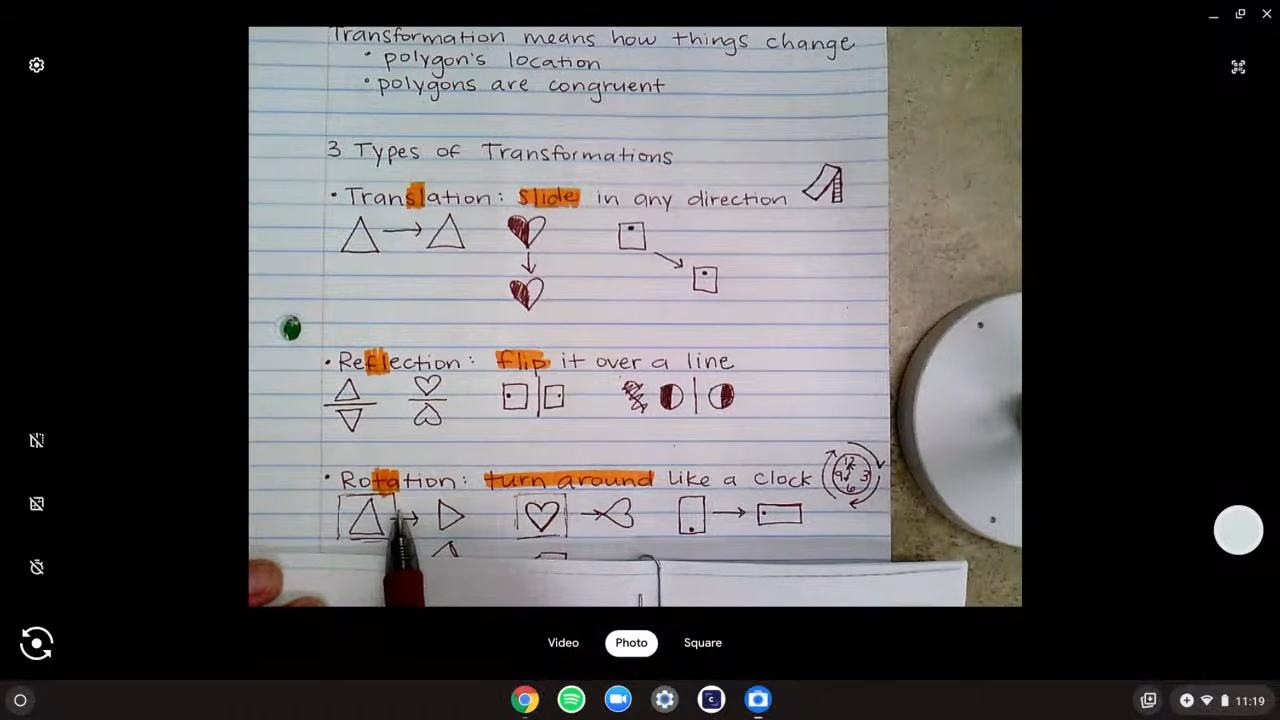 Transformation means how things change
• polygon's location
• polygons are congruent
3 Types of Transformations
• Translation: slide in any direction
• Reflection: flip it over a line
• Rotation: turn around like a clock
12
9 3
6
Video Photo Square
11:19